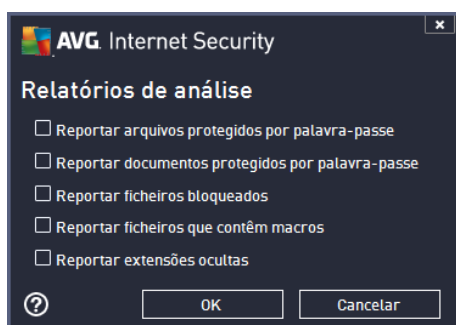 AVG. Internet Security
Relatórios de análise
Reportar arquivos protegidos por palavra-passe
Reportar documentos protegidos por palavra-passe
Reportar ficheiros bloqueados
Reportar ficheiros que contêm macros
Reportar extensões ocultas
? OK Cancelar